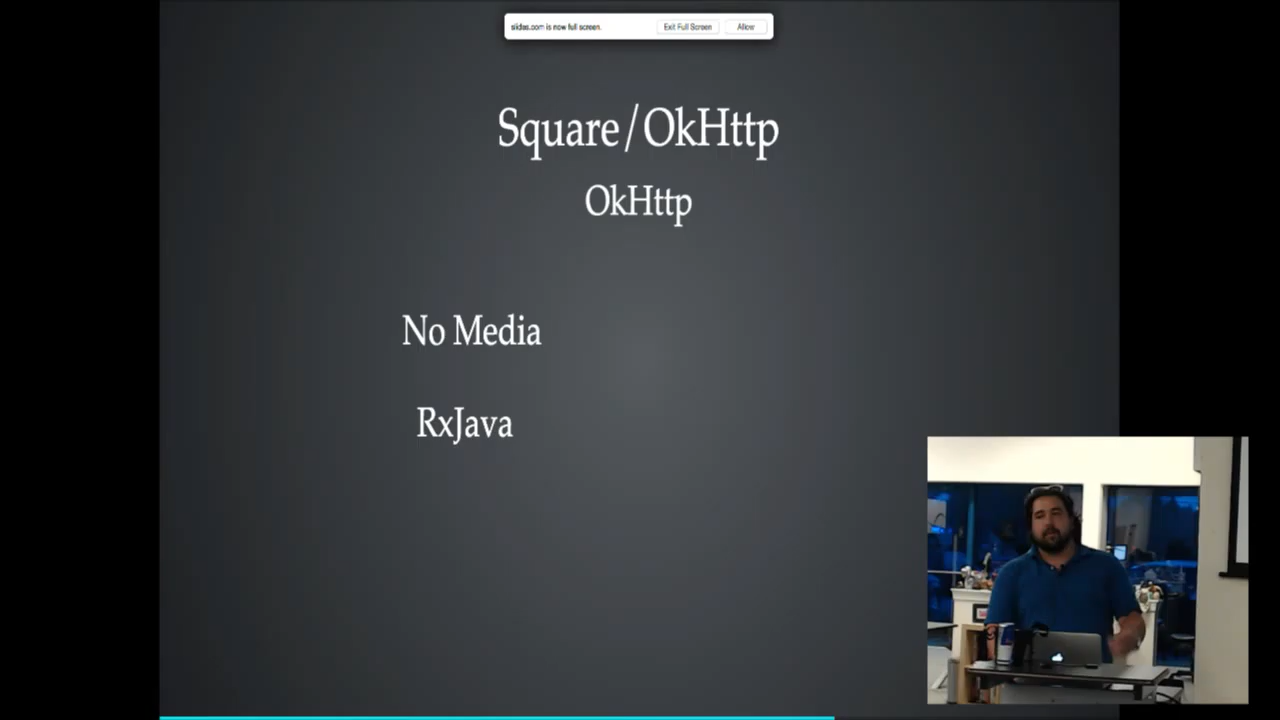 slides.com is now full screen.
Exit Full Screen
Allow
Square/OkHttp
OkHttp
No Media
RxJava